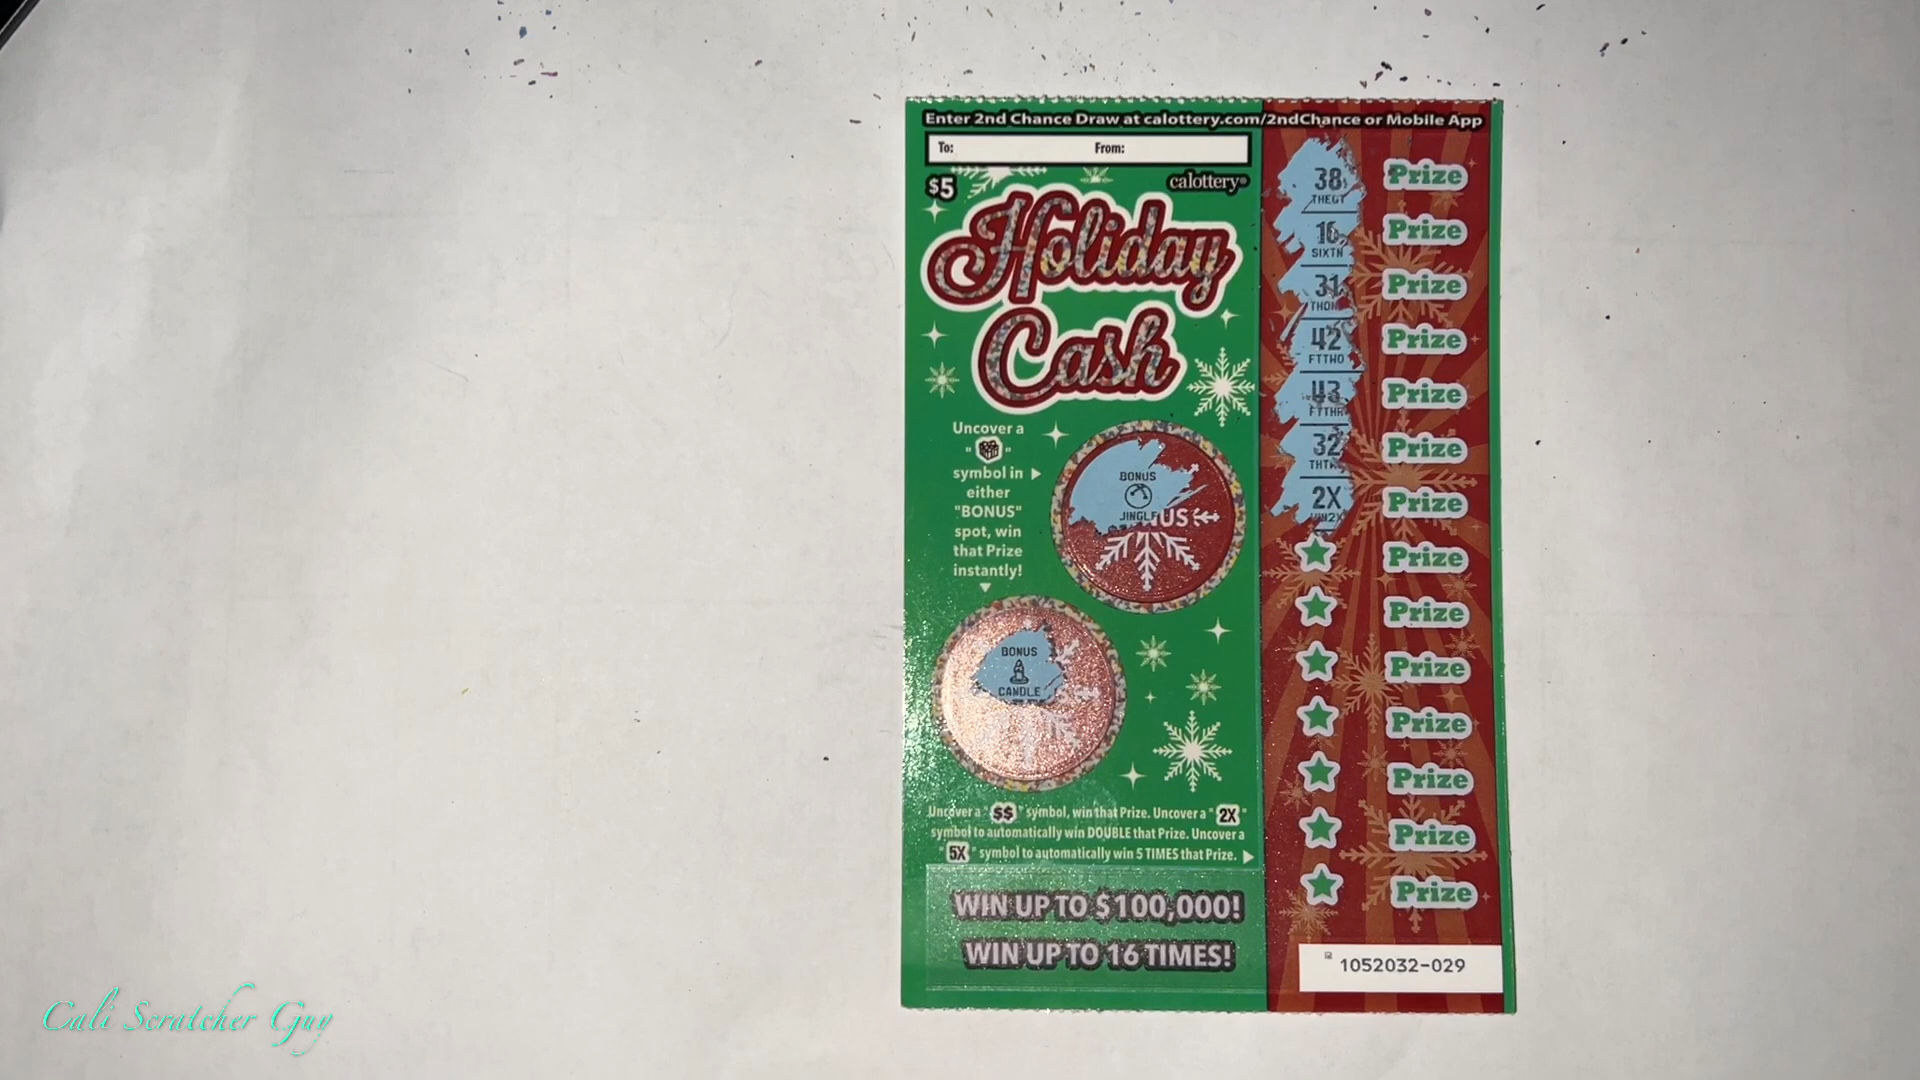 Enter 2nd Chance Draw at calottery.com/2ndChance or Mobile App
To: From:
$5 calottery®
Holiday
Cash
Uncover a
" "
symbol in
either
"BONUS"
spot, win
that Prize
instantly!
BONUS
JINGLE
BONUS
CANDLE
Uncover a "$$" symbol, win that Prize. Uncover a "2X"
symbol to automatically win DOUBLE that Prize. Uncover a
"5X" symbol to automatically win 5 TIMES that Prize.
WIN UP TO $100,000!
WIN UP TO 16 TIMES!
38 Prize
THEGT
16 Prize
SIXTN
31 Prize
THON
42 Prize
FTTWO
43 Prize
FTTHR
32 Prize
2X Prize
Prize
Prize
Prize
Prize
Prize
Prize
Prize
1052032-029
Cali Scratcher Guy